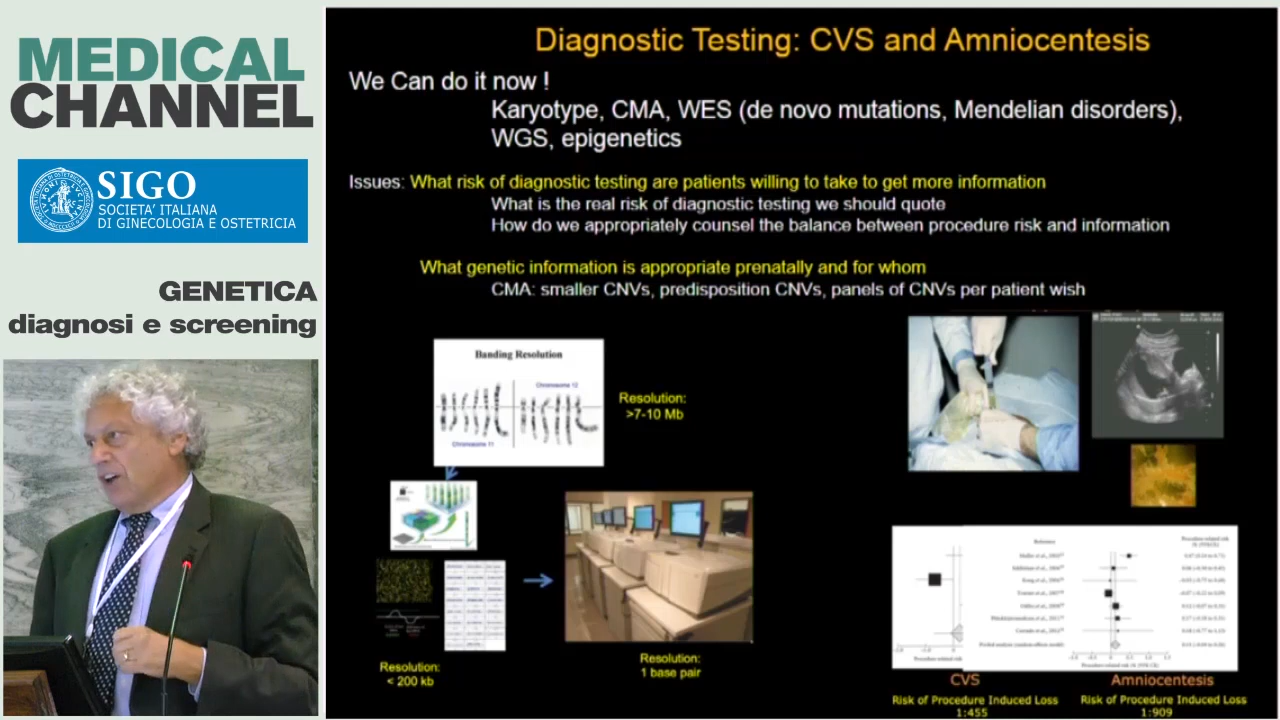 MEDICAL
CHANNEL
SIGO
SOCIETA' ITALIANA
DI GINECOLOGIA E OSTETRICIA
GENETICA
diagnosi e screening
Diagnostic Testing: CVS and Amniocentesis
We Can do it now !
Karyotype, CMA, WES (de novo mutations, Mendelian disorders),
WGS, epigenetics
Issues: What risk of diagnostic testing are patients willing to take to get more information
What is the real risk of diagnostic testing we should quote
How do we appropriately counsel the balance between procedure risk and information
What genetic information is appropriate prenatally and for whom
CMA: smaller CNVs, predisposition CNVs, panels of CNVs per patient wish
Banding Resolution
Chromosome 12
Chromosome 11
Resolution:
>7-10 Mb
Resolution:
< 200 kb
Resolution:
1 base pair
Reference
CVS
Risk of Procedure Induced Loss
1:455
Amniocentesis
Risk of Procedure Induced Loss
1:909